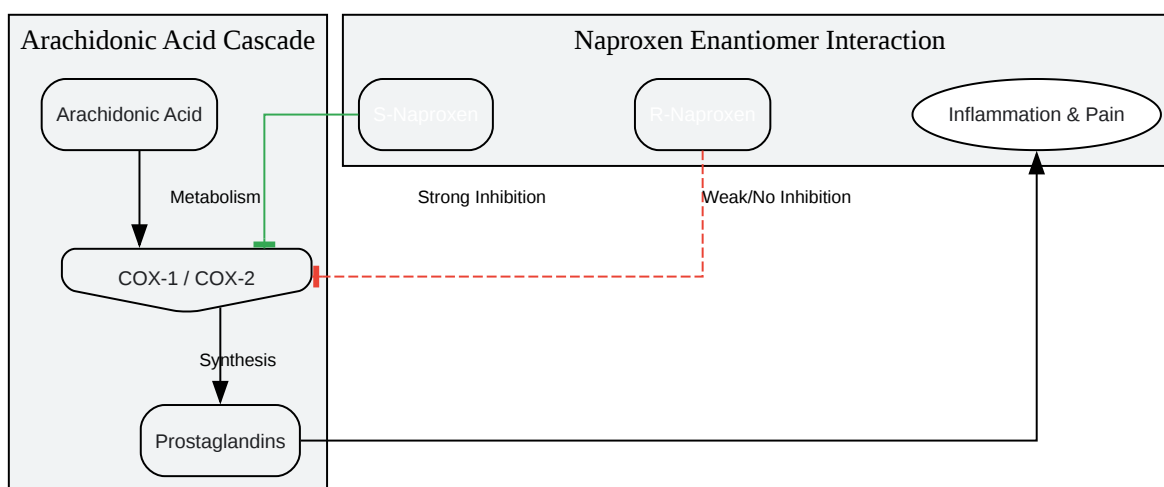 Arachidonic Acid Cascade
Naproxen Enantiomer Interaction
Arachidonic Acid
S-Naproxen
R-Naproxen
Inflammation & Pain
Metabolism
Strong Inhibition
Weak/No Inhibition
COX-1 / COX-2
Synthesis
Prostaglandins